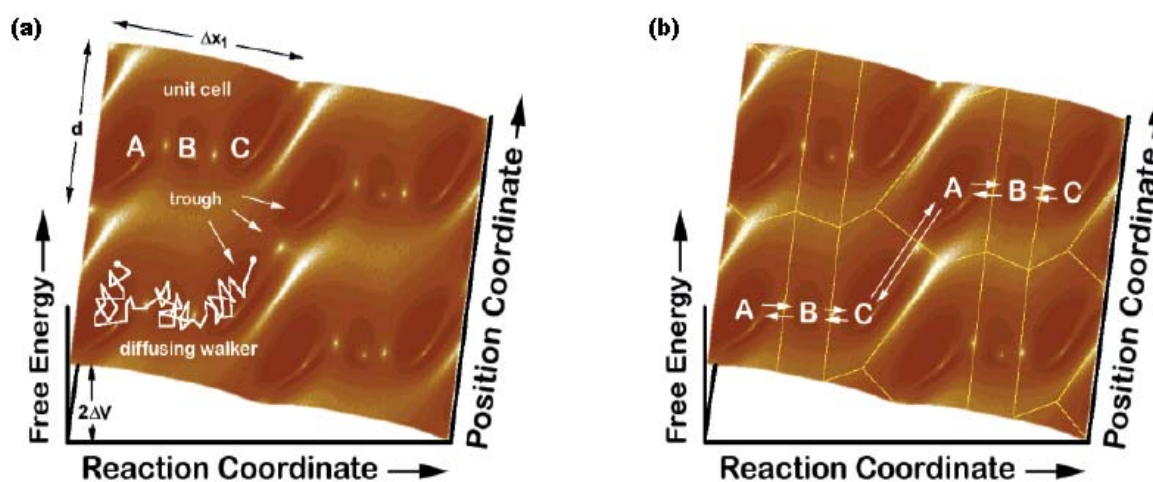 (a)
Δx1
d
unit cell
A B C
trough
diffusing walker
2ΔV
Free Energy
Reaction Coordinate
Position Coordinate
(b)
A B C
A B C
Free Energy
Reaction Coordinate
Position Coordinate